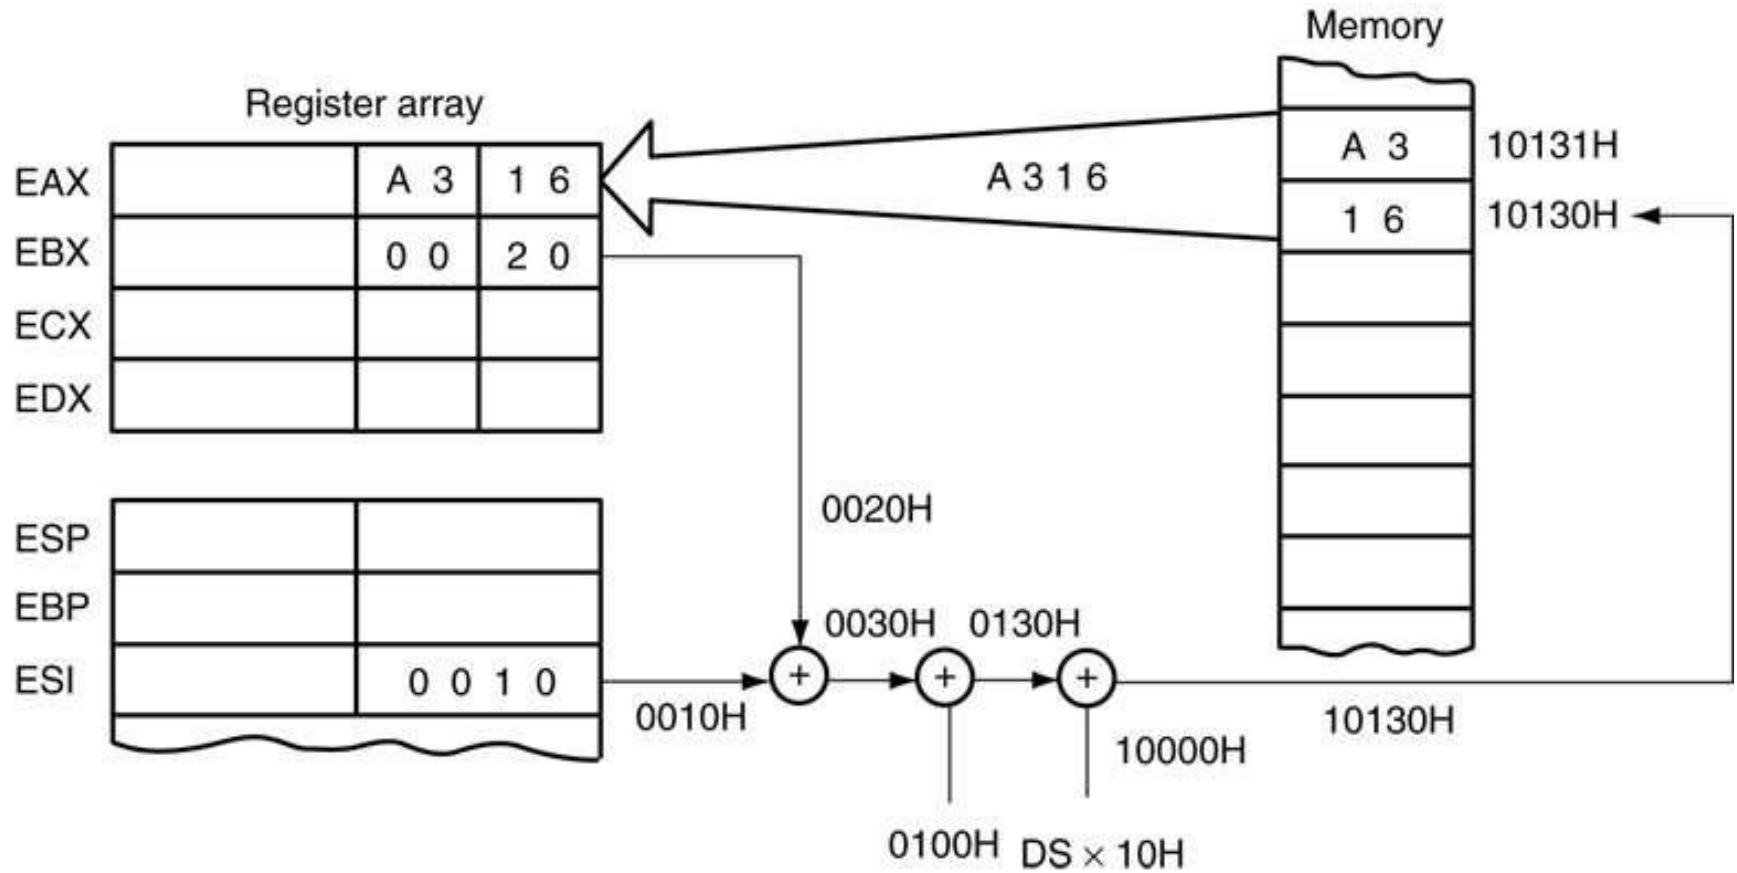 Memory
Register array
EAX A 3 1 6
A 3 1 6
A 3 10131H
1 6 10130H
EBX 0 0 2 0
ECX
EDX
0020H
ESP
EBP
0030H 0130H
ESI 0 0 1 0
+ + +
0010H
10000H
10130H
0100H DS × 10H